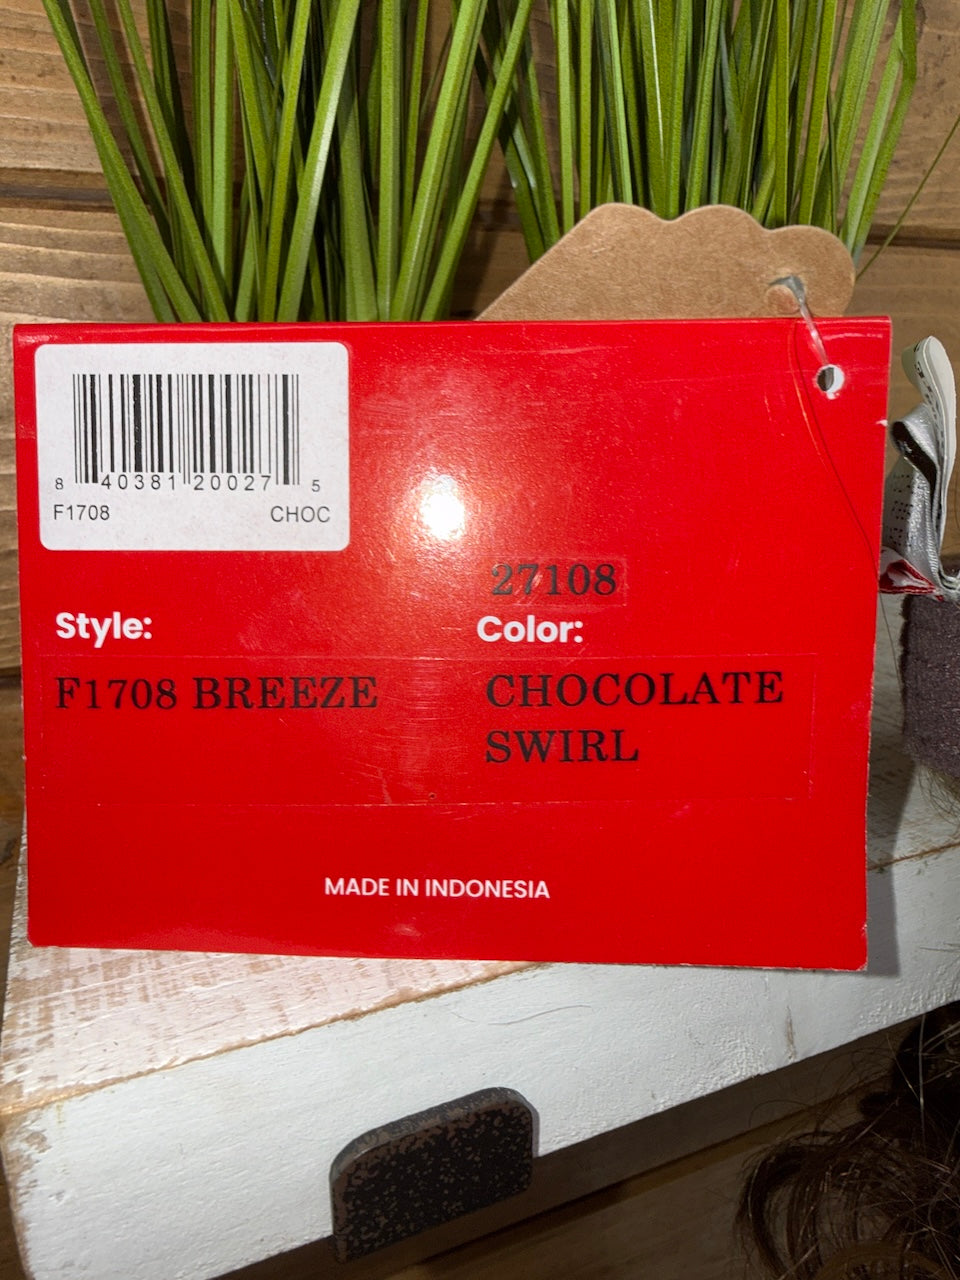 8 40381 20027 5
F1708 CHOC
27108
Style: Color:
F1708 BREEZE CHOCOLATE
SWIRL
MADE IN INDONESIA